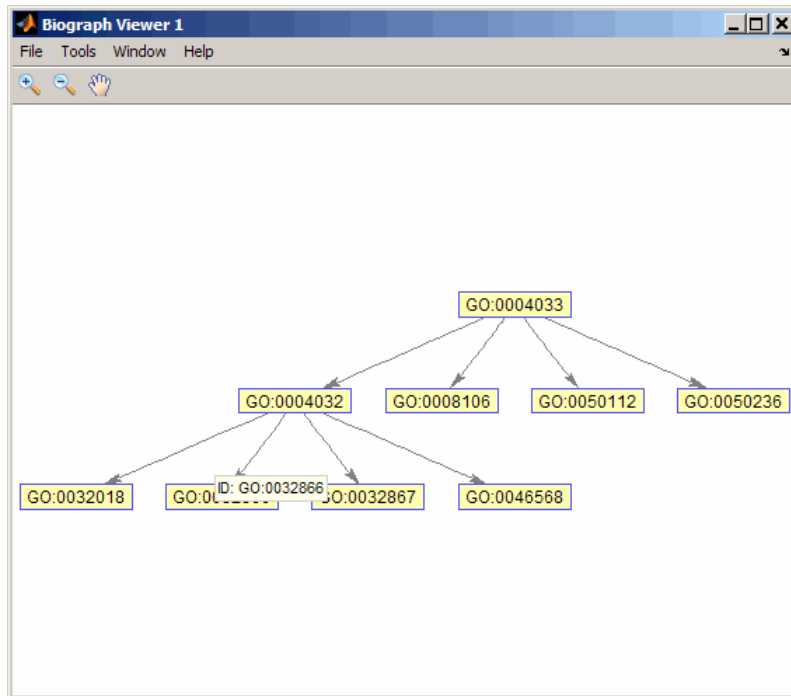 Biograph Viewer 1
File Tools Window Help
GO:0004033
GO:0004032 GO:0008106 GO:0050112 GO:0050236
ID: GO:0032866
GO:0032018 GO:0032867 GO:0046568